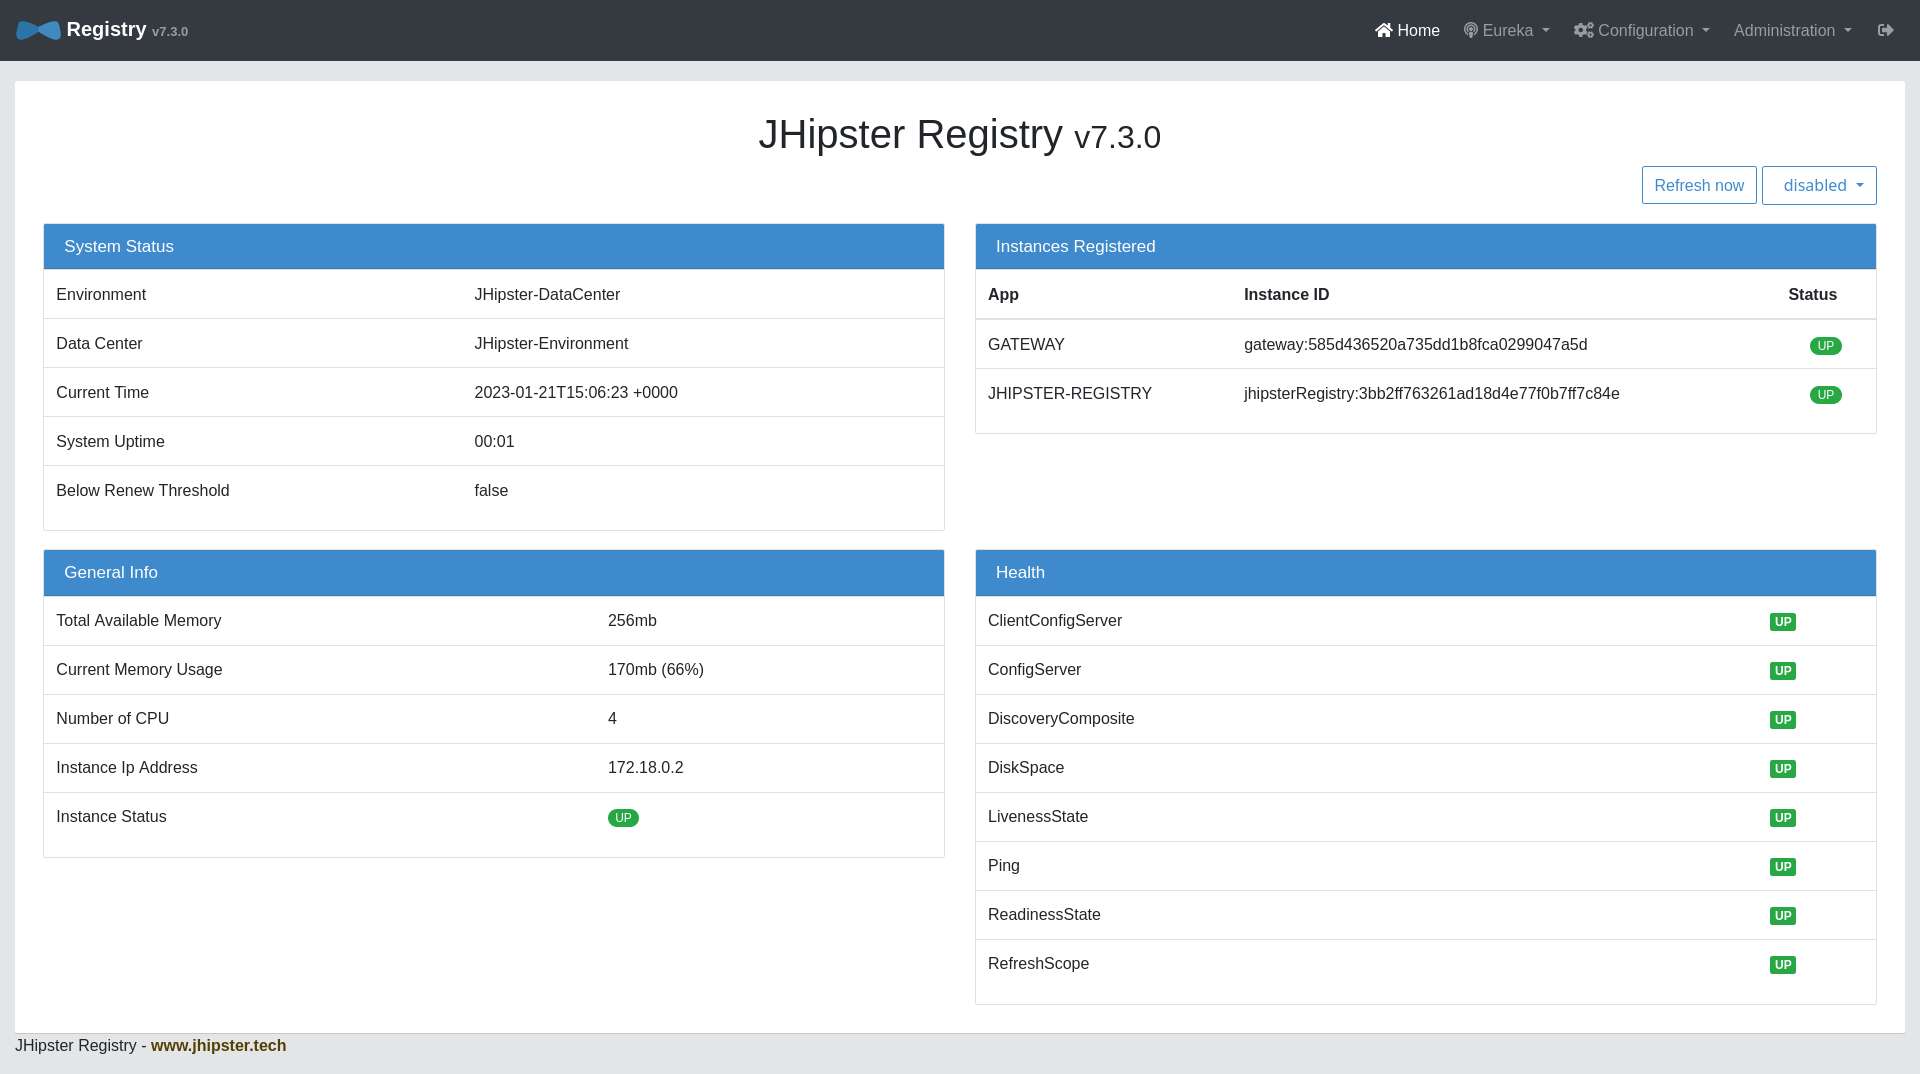 Registry v7.3.0
Home
Eureka
Configuration
Administration
JHipster Registry v7.3.0
Refresh now
disabled
System Status
Environment JHipster-DataCenter
Data Center JHipster-Environment
Current Time 2023-01-21T15:06:23 +0000
System Uptime 00:01
Below Renew Threshold false
Instances Registered
App Instance ID Status
GATEWAY gateway:585d436520a735dd1b8fca0299047a5d UP
JHIPSTER-REGISTRY jhipsterRegistry:3bb2ff763261ad18d4e77f0b7ff7c84e UP
General Info
Total Available Memory 256mb
Current Memory Usage 170mb (66%)
Number of CPU 4
Instance Ip Address 172.18.0.2
Instance Status UP
Health
ClientConfigServer UP
ConfigServer UP
DiscoveryComposite UP
DiskSpace UP
LivenessState UP
Ping UP
ReadinessState UP
RefreshScope UP
JHipster Registry - www.jhipster.tech